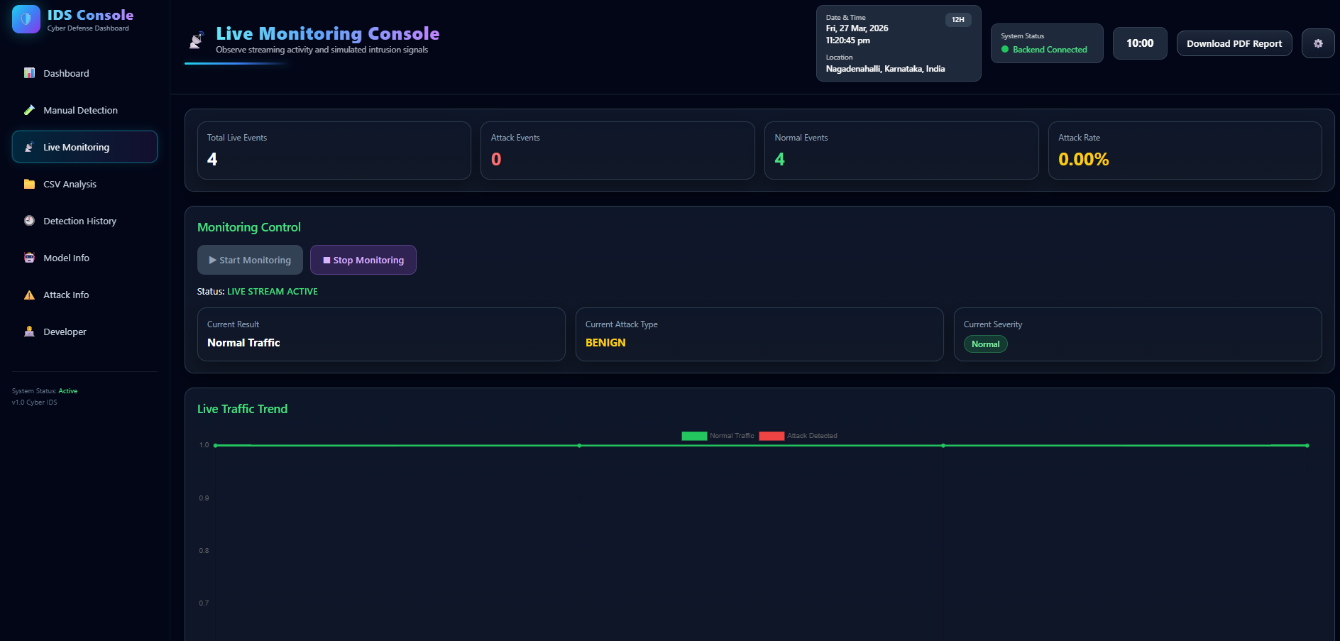 IDS Console
Cyber Defense Dashboard
Dashboard
Manual Detection
Live Monitoring
CSV Analysis
Detection History
Model Info
Attack Info
Developer
System Status: Active
v1.0 Cyber IDS
Live Monitoring Console
Observe streaming activity and simulated intrusion signals
Date & Time
12H
Fri, 27 Mar, 2026
11:20:45 pm
Location
Nagadenahalli, Karnataka, India
System Status
Backend Connected
10:00
Download PDF Report
Total Live Events
4
Attack Events
0
Normal Events
4
Attack Rate
0.00%
Monitoring Control
Start Monitoring
Stop Monitoring
Status: LIVE STREAM ACTIVE
Current Result
Normal Traffic
Current Attack Type
BENIGN
Current Severity
Normal
Live Traffic Trend
Normal Traffic
Attack Detected
1.0
0.9
0.8
0.7